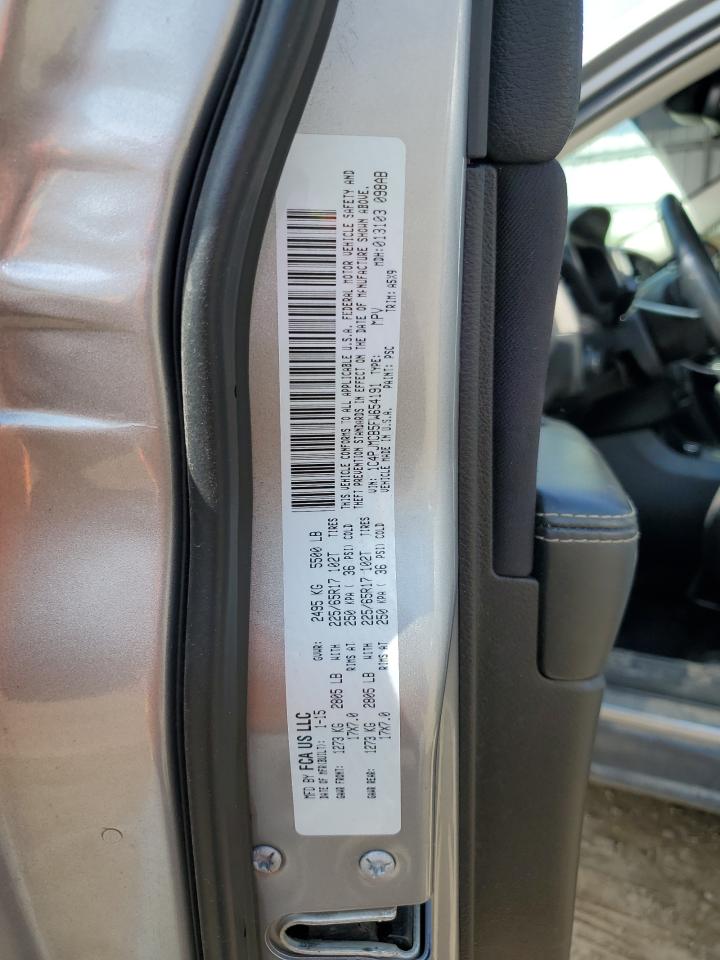 MFD BY FCA US LLC
DATE OF MFR(BUILT): 1-15 GVWR: 2495 KG 5500 LB
GAWR FRONT: 1273 KG 2805 LB WITH 225/65R17 102T TIRES
17X7.0 RIMS AT 250 KPA ( 36 PSI) COLD
GAWR REAR: 1273 KG 2805 LB WITH 225/65R17 102T TIRES
17X7.0 RIMS AT 250 KPA ( 36 PSI) COLD
THIS VEHICLE CONFORMS TO ALL APPLICABLE U.S.A. FEDERAL MOTOR VEHICLE SAFETY AND
THEFT PREVENTION STANDARDS IN EFFECT ON THE DATE OF MANUFACTURE SHOWN ABOVE.
VIN: 1C4PJMCB5FW654191 TYPE: MPV MDH: 013103 098AB
VEHICLE MADE IN U.S.A. PAINT: PSC TRIM: A5X9